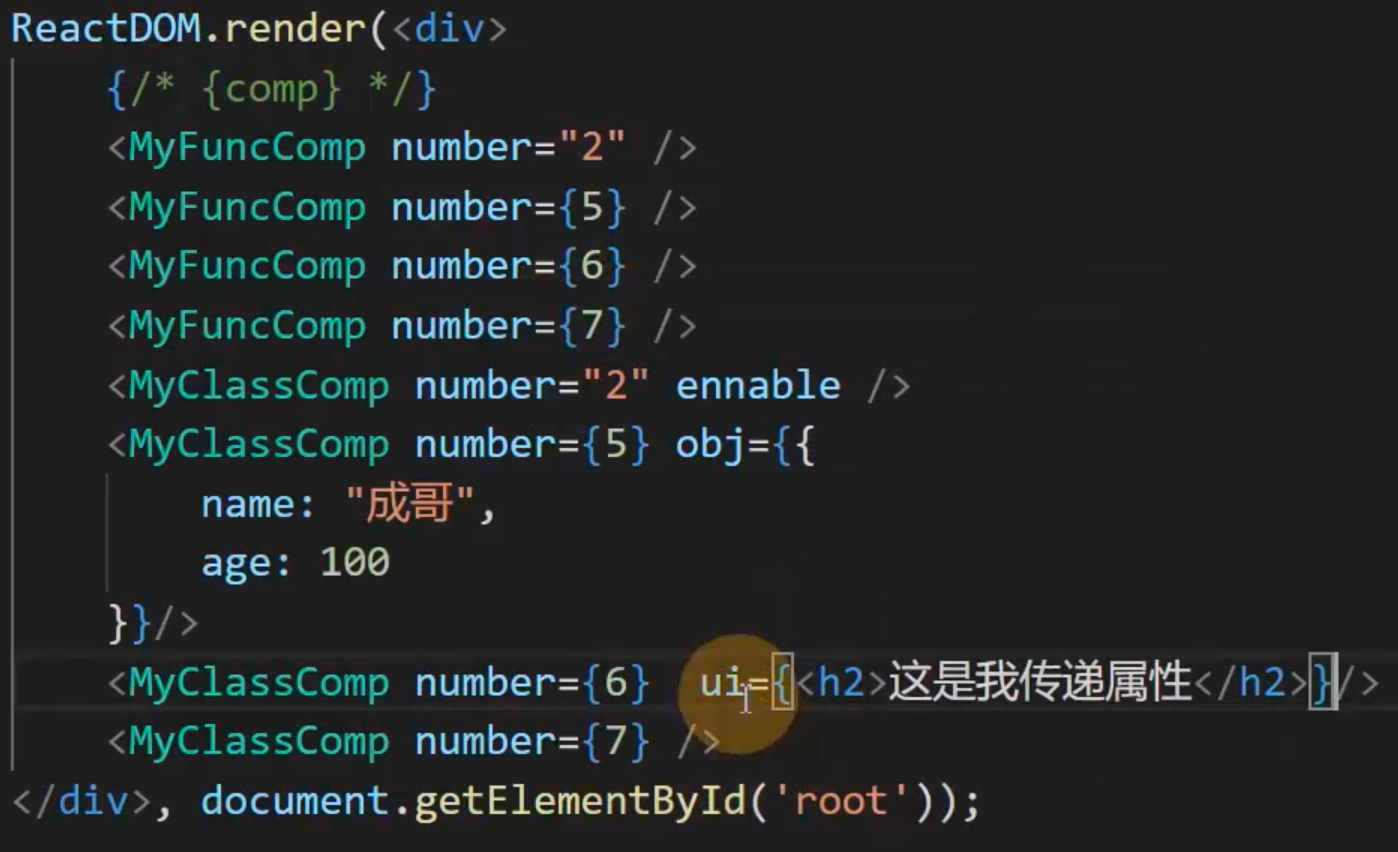 ReactDOM.render(<div>
{/* {comp} */}
<MyFuncComp number="2" />
<MyFuncComp number={5} />
<MyFuncComp number={6} />
<MyFuncComp number={7} />
<MyClassComp number="2" ennable />
<MyClassComp number={5} obj={{
name: "成哥",
age: 100
}}/>
<MyClassComp number={6}  ui={<h2>这是我传递属性</h2>}/>
<MyClassComp number={7} />
</div>, document.getElementById('root'));